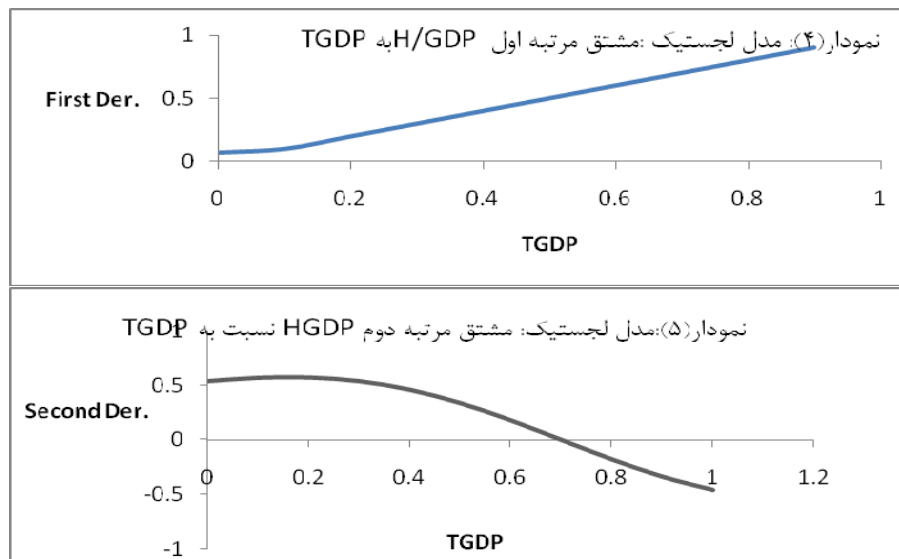 نمودار(۴): مدل لجستیک :مشتق مرتبه اول H/GDP به TGDP
1
First Der.
0.5
0
0 0.2 0.4 0.6 0.8 1
TGDP
نمودار(۵):مدل لجستیک: مشتق مرتبه دوم HGDP نسبت به TGDP
1
0.5
Second Der.
0
0 0.2 0.4 0.6 0.8 1 1.2
-0.5
-1
TGDP